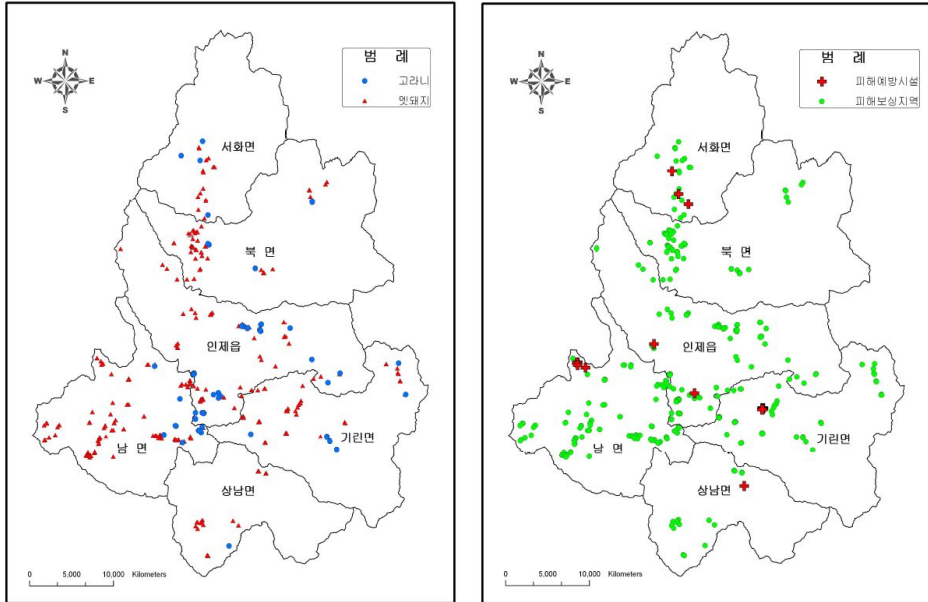 범 례
고라니
멧돼지
N
W
E
S
서화면
북 면
인제읍
기린면
남 면
상남면
0 5,000 10,000 Kilometers
범 례
피해예방시설
피해보상지역
N
W
E
S
서화면
북 면
인제읍
기린면
남 면
상남면
0 5,000 10,000 Kilometers